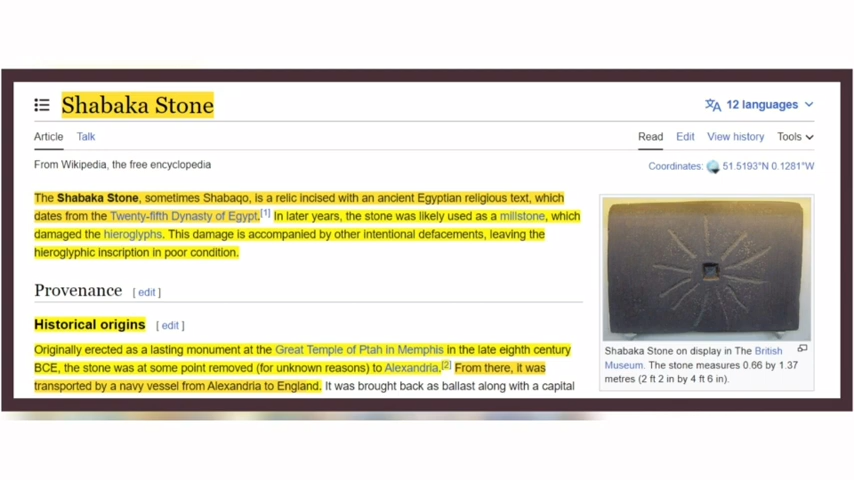 Shabaka Stone
12 languages
Article Talk Read Edit View history Tools
From Wikipedia, the free encyclopedia
Coordinates: 51.5193°N 0.1281°W
The Shabaka Stone, sometimes Shabaqo, is a relic incised with an ancient Egyptian religious text, which
dates from the Twenty-fifth Dynasty of Egypt.[1] In later years, the stone was likely used as a millstone, which
damaged the hieroglyphs. This damage is accompanied by other intentional defacements, leaving the
hieroglyphic inscription in poor condition.
Provenance [ edit ]
Historical origins [ edit ]
Originally erected as a lasting monument at the Great Temple of Ptah in Memphis in the late eighth century
BCE, the stone was at some point removed (for unknown reasons) to Alexandria.[2] From there, it was
transported by a navy vessel from Alexandria to England. It was brought back as ballast along with a capital
Shabaka Stone on display in The British
Museum. The stone measures 0.66 by 1.37
metres (2 ft 2 in by 4 ft 6 in).